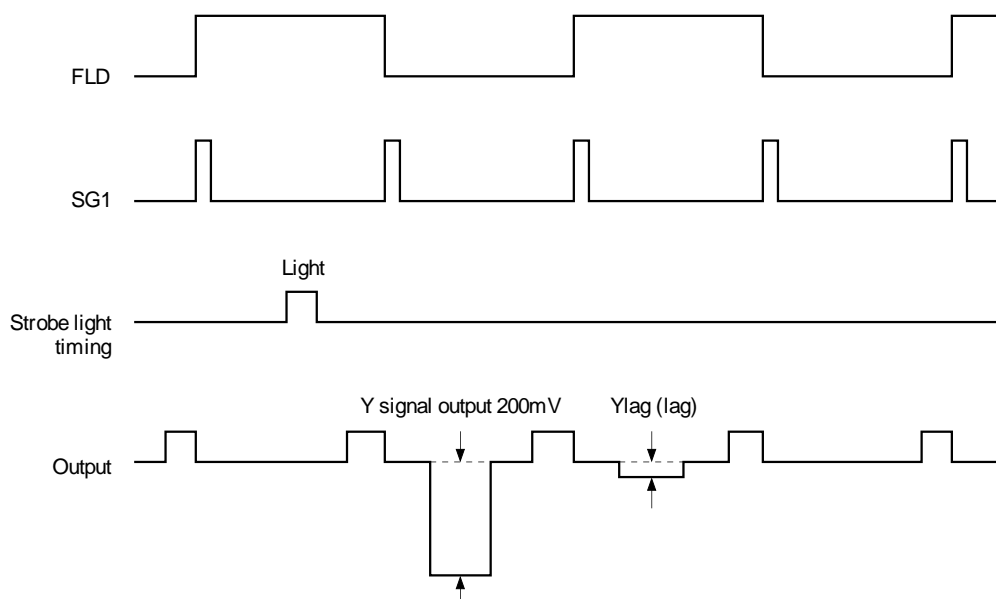 FLD
SG1
Light
Strobe light
timing
Y signal output 200mV
Ylag (lag)
Output